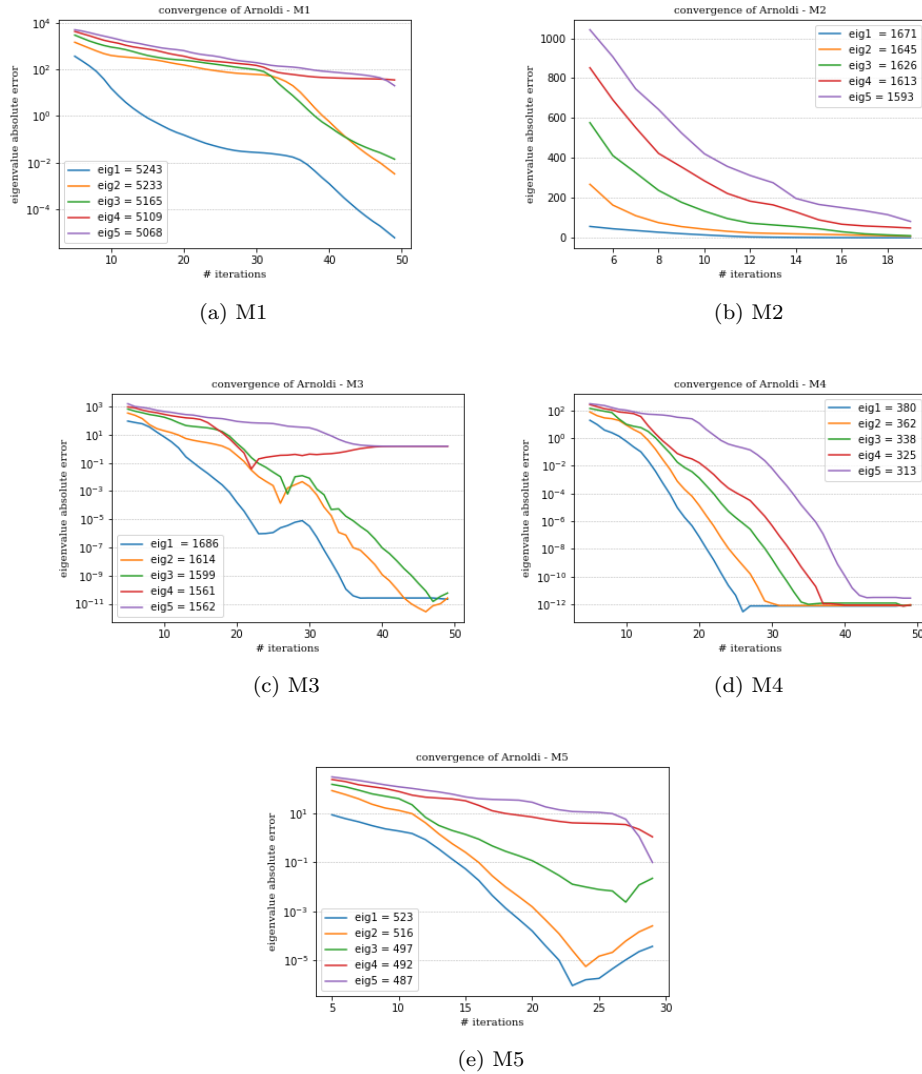 convergence of Arnoldi - M1
eigenvalue absolute error
10^4
10^2
10^0
10^-2
10^-4
eig1 = 5243
eig2 = 5233
eig3 = 5165
eig4 = 5109
eig5 = 5068
10
20
30
40
50
# iterations
(a) M1
convergence of Arnoldi - M2
eigenvalue absolute error
1000
800
600
400
200
0
eig1 = 1671
eig2 = 1645
eig3 = 1626
eig4 = 1613
eig5 = 1593
6
8
10
12
14
16
18
# iterations
(b) M2
convergence of Arnoldi - M3
eigenvalue absolute error
10^3
10^1
10^-1
10^-3
10^-5
10^-7
10^-9
10^-11
eig1 = 1686
eig2 = 1614
eig3 = 1599
eig4 = 1561
eig5 = 1562
10
20
30
40
50
# iterations
(c) M3
convergence of Arnoldi - M4
eigenvalue absolute error
10^2
10^0
10^-2
10^-4
10^-6
10^-8
10^-10
10^-12
eig1 = 380
eig2 = 362
eig3 = 338
eig4 = 325
eig5 = 313
10
20
30
40
50
# iterations
(d) M4
convergence of Arnoldi - M5
eigenvalue absolute error
10^1
10^-1
10^-3
10^-5
eig1 = 523
eig2 = 516
eig3 = 497
eig4 = 492
eig5 = 487
5
10
15
20
25
30
# iterations
(e) M5